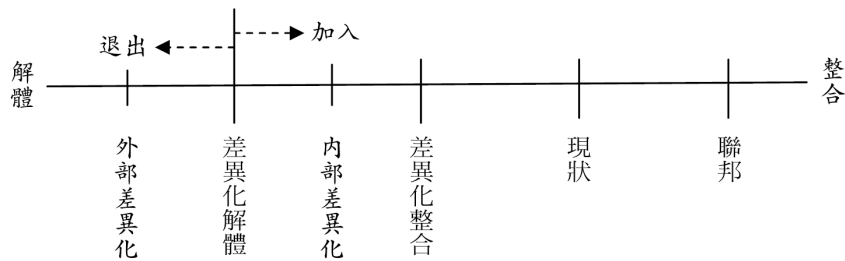 退出
加入
解體
整合
外部差異化
差異化解體
內部差異化
差異化整合
現狀
聯邦